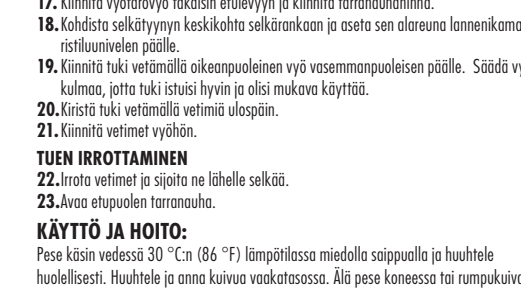 17. Kiinnitä vyötärövyö takaisin etulevyyn ja kiinnitä tarranauhaninna.
18. Kohdista selkätyynyn keskikohta selkärankaan ja aseta sen alareuna
ristiluunivelen päälle.
19. Kiinnitä tuki vetämällä oikeanpuoleinen vyö vasemmanpuoleisen päälle. Säädä
kulmaa, jotta tuki istuisi hyvin ja olisi mukava käyttää.
20. Kiristä tuki vetämällä vetimiä ulospäin.
21. Kiinnitä vetimet vyöhön.
TUEN IRROTTAMINEN
22. Irrota vetimet ja sijoita ne lähelle selkää.
23. Avaa etupuolen tarranauha.
KÄYTTÖ JA HOITO:
Pese käsin vedessä 30 °C:n (86 °F) lämpötilassa miedolla saippualla ja huuhtele
huolellisesti. Huuhtele ja anna kuivua vaakatasossa. Älä pese koneessa tai